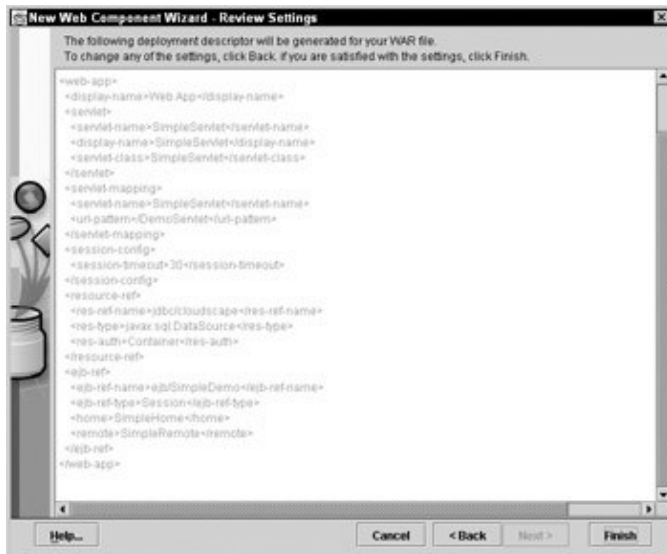 New Web Component Wizard - Review Settings
The following deployment descriptor will be generated for your WAR file.
To change any of the settings, click Back. If you are satisfied with the settings, click Finish.
<web-app>
<display-name>Web App</display-name>
<servlet>
<servlet-name>SimpleServlet</servlet-name>
<display-name>SimpleServlet</display-name>
<servlet-class>SimpleServlet</servlet-class>
</servlet>
<servlet-mapping>
<servlet-name>SimpleServlet</servlet-name>
<url-pattern>/DemoServlet</url-pattern>
</servlet-mapping>
<session-config>
<session-timeout>30</session-timeout>
</session-config>
<resource-ref>
<res-ref-name>jdbc/cloudscape</res-ref-name>
<res-type>javax.sql.DataSource</res-type>
<res-auth>Container</res-auth>
</resource-ref>
<ejb-ref>
<ejb-ref-name>ejb/SimpleDemo</ejb-ref-name>
<ejb-ref-type>Session</ejb-ref-type>
<home>SimpleHome</home>
<remote>SimpleRemote</remote>
</ejb-ref>
</web-app>
Help... Cancel < Back Next > Finish